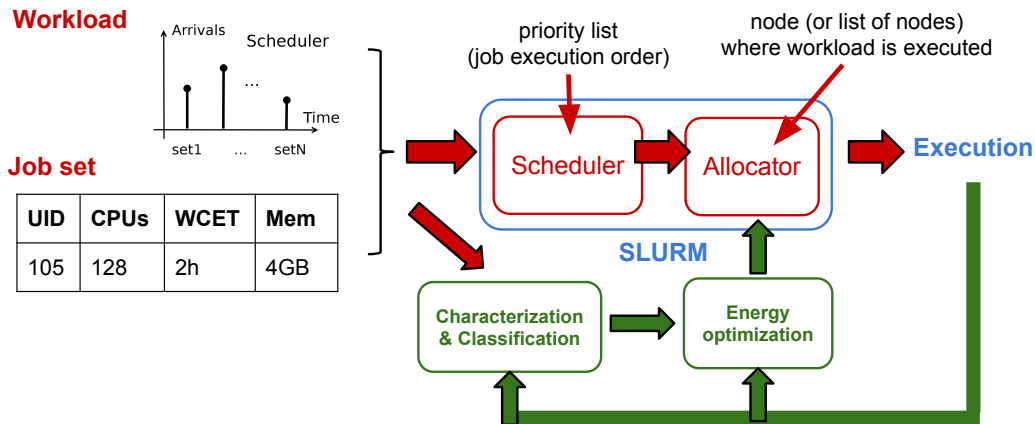 Workload
Arrivals
Scheduler
...
Time
set1 ... setN
Job set
UID CPUs WCET Mem
105 128 2h 4GB
priority list
(job execution order)
node (or list of nodes)
where workload is executed
Scheduler
Allocator
Execution
SLURM
Characterization
& Classification
Energy
optimization